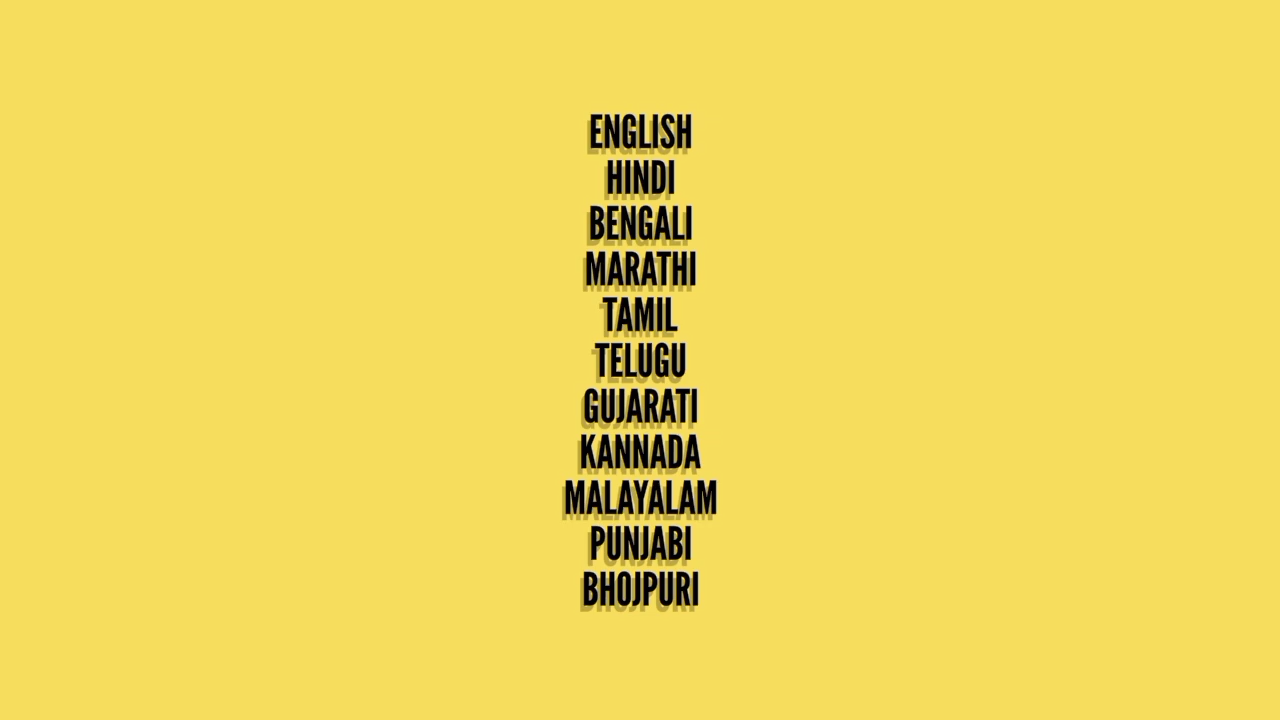 ENGLISH
HINDI
BENGALI
MARATHI
TAMIL
TELUGU
GUJARATI
KANNADA
MALAYALAM
PUNJABI
BHOJPURI